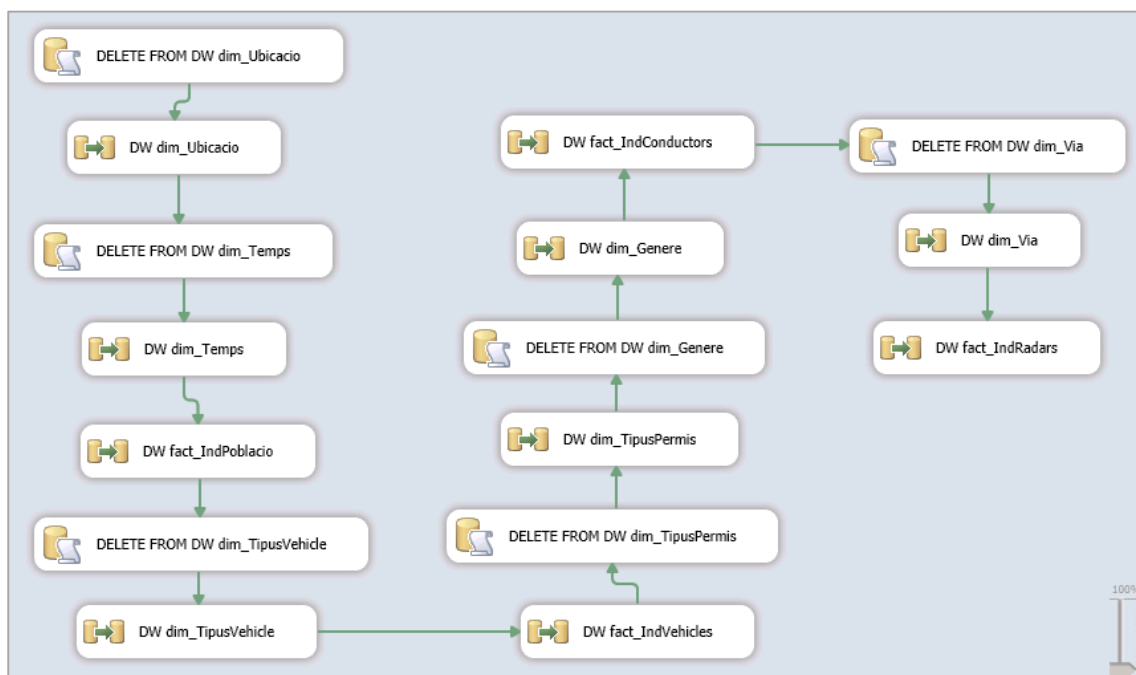 DELETE FROM DW dim_Ubicacio
DW dim_Ubicacio
DELETE FROM DW dim_Temps
DW dim_Temps
DW fact_IndPoblacio
DELETE FROM DW dim_TipusVehicle
DW dim_TipusVehicle
DW fact_IndVehicles
DELETE FROM DW dim_TipusPermis
DW dim_TipusPermis
DELETE FROM DW dim_Genere
DW dim_Genere
DW fact_IndConductors
DELETE FROM DW dim_Via
DW dim_Via
DW fact_IndRadars
100%